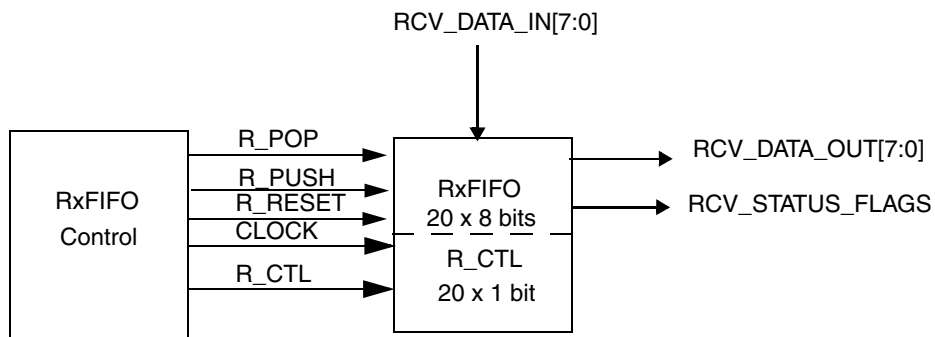 RCV_DATA_IN[7:0]
RxFIFO
Control
R_POP
R_PUSH
R_RESET
CLOCK
R_CTL
RxFIFO
20 x 8 bits
R_CTL
20 x 1 bit
RCV_DATA_OUT[7:0]
RCV_STATUS_FLAGS